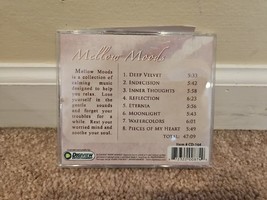 Mellow Moods
Mellow Moods
is a collection of
calming music
designed to help
you relax. Lose
yourself in the
gentle sounds
and forget your
troubles for a
while. Rest your
worried mind and
soothe your soul.
1. Deep Velvet 5:33
2. Indecision 5:42
3. Inner Thoughts 5:58
4. Reflection 6:23
5. Eternia 5:36
6. Moonlight 5:43
7. Watercolors 6:01
8. Pieces of My Heart 5:49
Total: 47:09